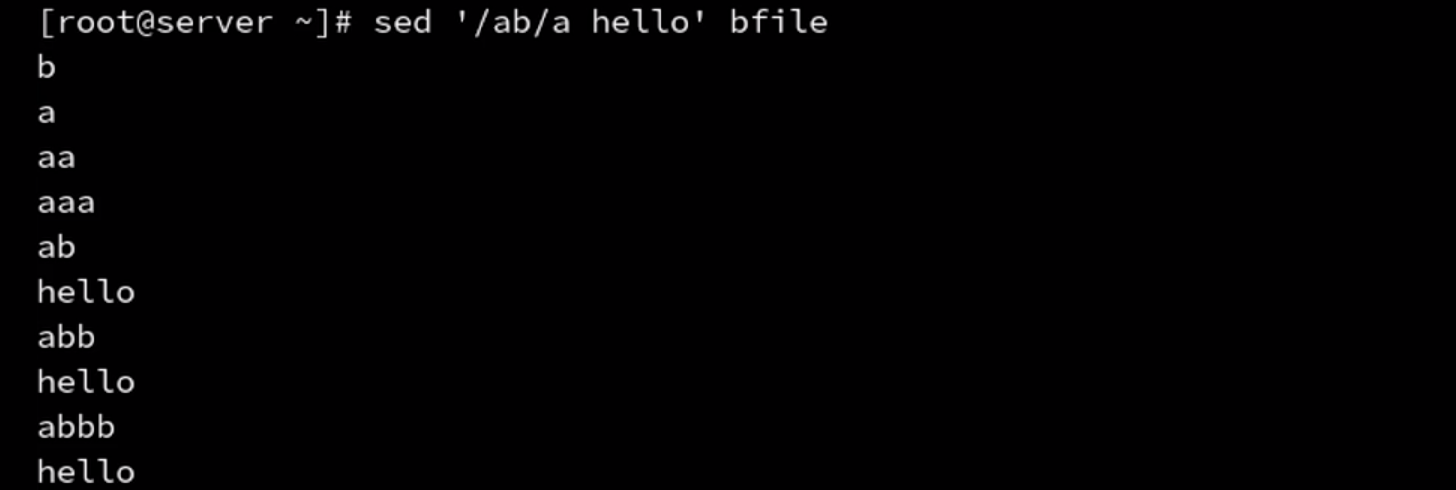 [root@server ~]# sed '/ab/a hello' bfile
b
a
aa
aaa
ab
hello
abb
hello
abbb
hello